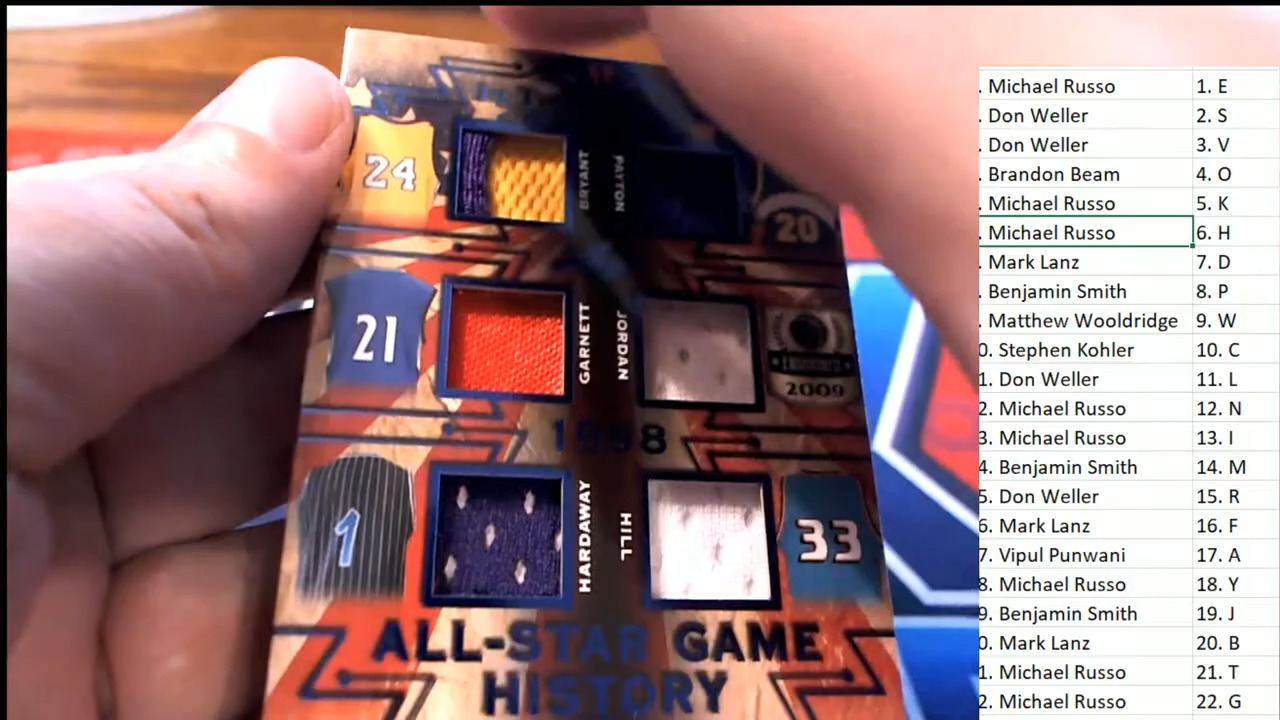 24
BRYANT
PAYTON
20
21
GARNETT
JORDAN
2009
1998
1
HARDAWAY
HILL
33
ALL-STAR GAME
HISTORY
. Michael Russo 1. E
. Don Weller 2. S
. Don Weller 3. V
. Brandon Beam 4. O
. Michael Russo 5. K
. Michael Russo 6. H
. Mark Lanz 7. D
. Benjamin Smith 8. P
. Matthew Wooldridge 9. W
0. Stephen Kohler 10. C
1. Don Weller 11. L
2. Michael Russo 12. N
3. Michael Russo 13. I
4. Benjamin Smith 14. M
5. Don Weller 15. R
6. Mark Lanz 16. F
7. Vipul Punwani 17. A
8. Michael Russo 18. Y
9. Benjamin Smith 19. J
0. Mark Lanz 20. B
1. Michael Russo 21. T
2. Michael Russo 22. G